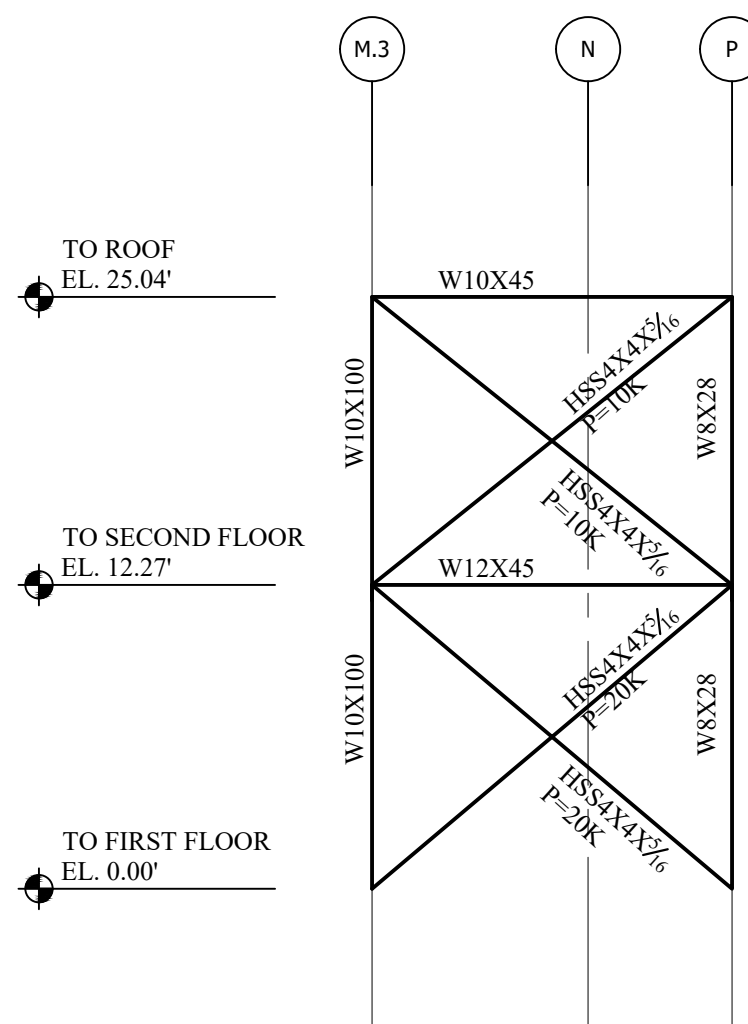 M.3
N
P
TO ROOF
EL. 25.04'
W10X45
HSS4X4X5/16
P=10K
W10X100
W8X28
HSS4X4X5/16
P=10K
TO SECOND FLOOR
EL. 12.27'
W12X45
HSS4X4X5/16
P=20K
W10X100
W8X28
HSS4X4X5/16
P=20K
TO FIRST FLOOR
EL. 0.00'